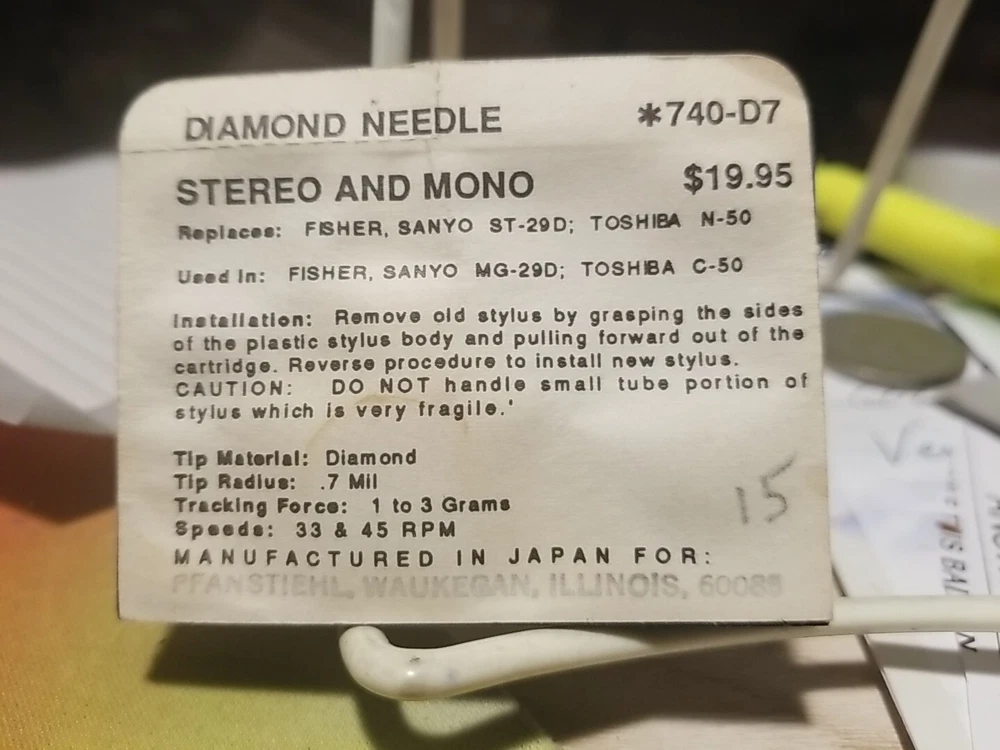 DIAMOND NEEDLE *740-D7
STEREO AND MONO $19.95
Replaces: FISHER, SANYO ST-29D; TOSHIBA N-50
Used In: FISHER, SANYO MG-29D; TOSHIBA C-50
Installation: Remove old stylus by grasping the sides
of the plastic stylus body and pulling forward out of the
cartridge. Reverse procedure to install new stylus.
CAUTION: DO NOT handle small tube portion of
stylus which is very fragile.'
Tip Material: Diamond
Tip Radius: .7 Mil
Tracking Force: 1 to 3 Grams
Speeds: 33 & 45 RPM
15
MANUFACTURED IN JAPAN FOR:
PFANSTIEHL, WAUKEGAN, ILLINOIS, 60085